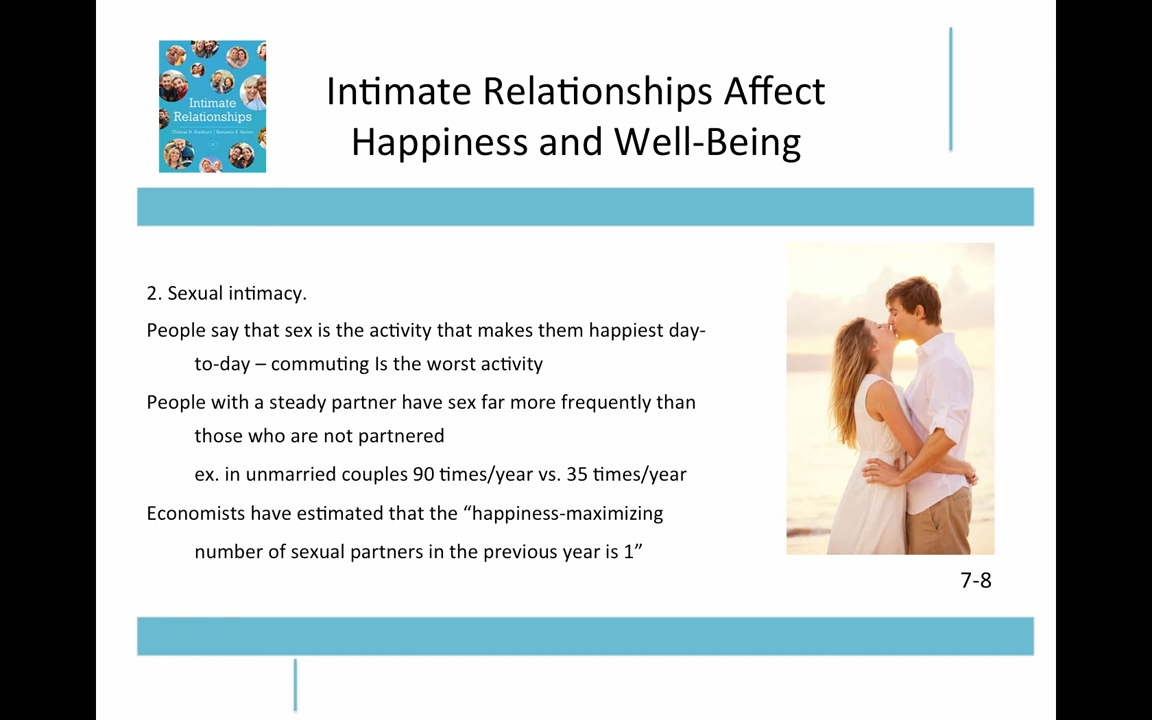 Intimate
Relationships
Intimate Relationships Affect
Happiness and Well-Being
2. Sexual intimacy.
People say that sex is the activity that makes them happiest day-
to-day – commuting Is the worst activity
People with a steady partner have sex far more frequently than
those who are not partnered
ex. in unmarried couples 90 times/year vs. 35 times/year
Economists have estimated that the “happiness-maximizing
number of sexual partners in the previous year is 1”
7-8